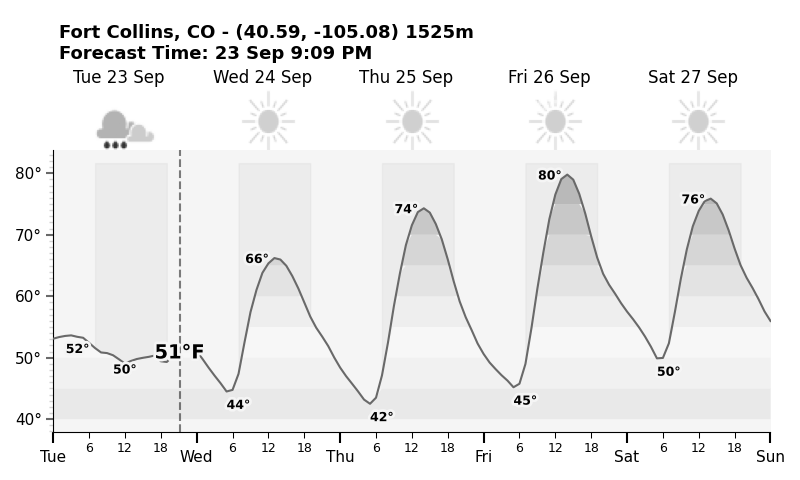 Fort Collins, CO - (40.59, -105.08) 1525m
Forecast Time: 23 Sep 9:09 PM
Tue 23 Sep Wed 24 Sep Thu 25 Sep Fri 26 Sep Sat 27 Sep
80°
70°
60°
50°
40°
52° 50° 51°F 44° 66° 42° 74° 45° 80° 50° 76°
6 12 18 6 12 18 6 12 18 6 12 18 6 12 18
Tue Wed Thu Fri Sat Sun